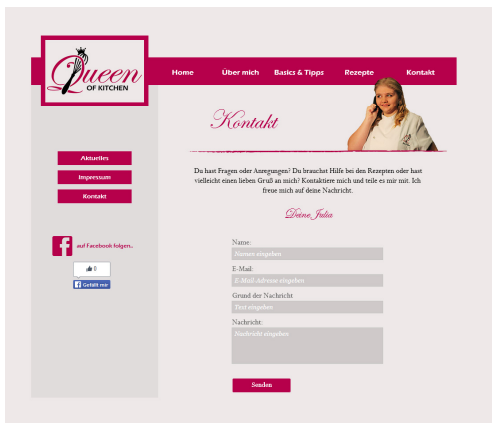 Queen
OF KITCHEN
Home Über mich Basics & Tipps Rezepte Kontakt
Kontakt
Aktuelles
Impressum
Kontakt
auf Facebook folgen..
0
Gefällt mir
Du hast Fragen oder Anregungen? Du brauchst Hilfe bei den Rezepten oder hast
vielleicht einen lieben Gruß an mich? Kontaktiere mich und teile es mir mit. Ich
freue mich auf deine Nachricht.
Deine Julia
Name:
Namen eingeben
E-Mail:
E-Mail-Adresse eingeben
Grund der Nachricht
Text eingeben
Nachricht:
Nachricht eingeben
Senden